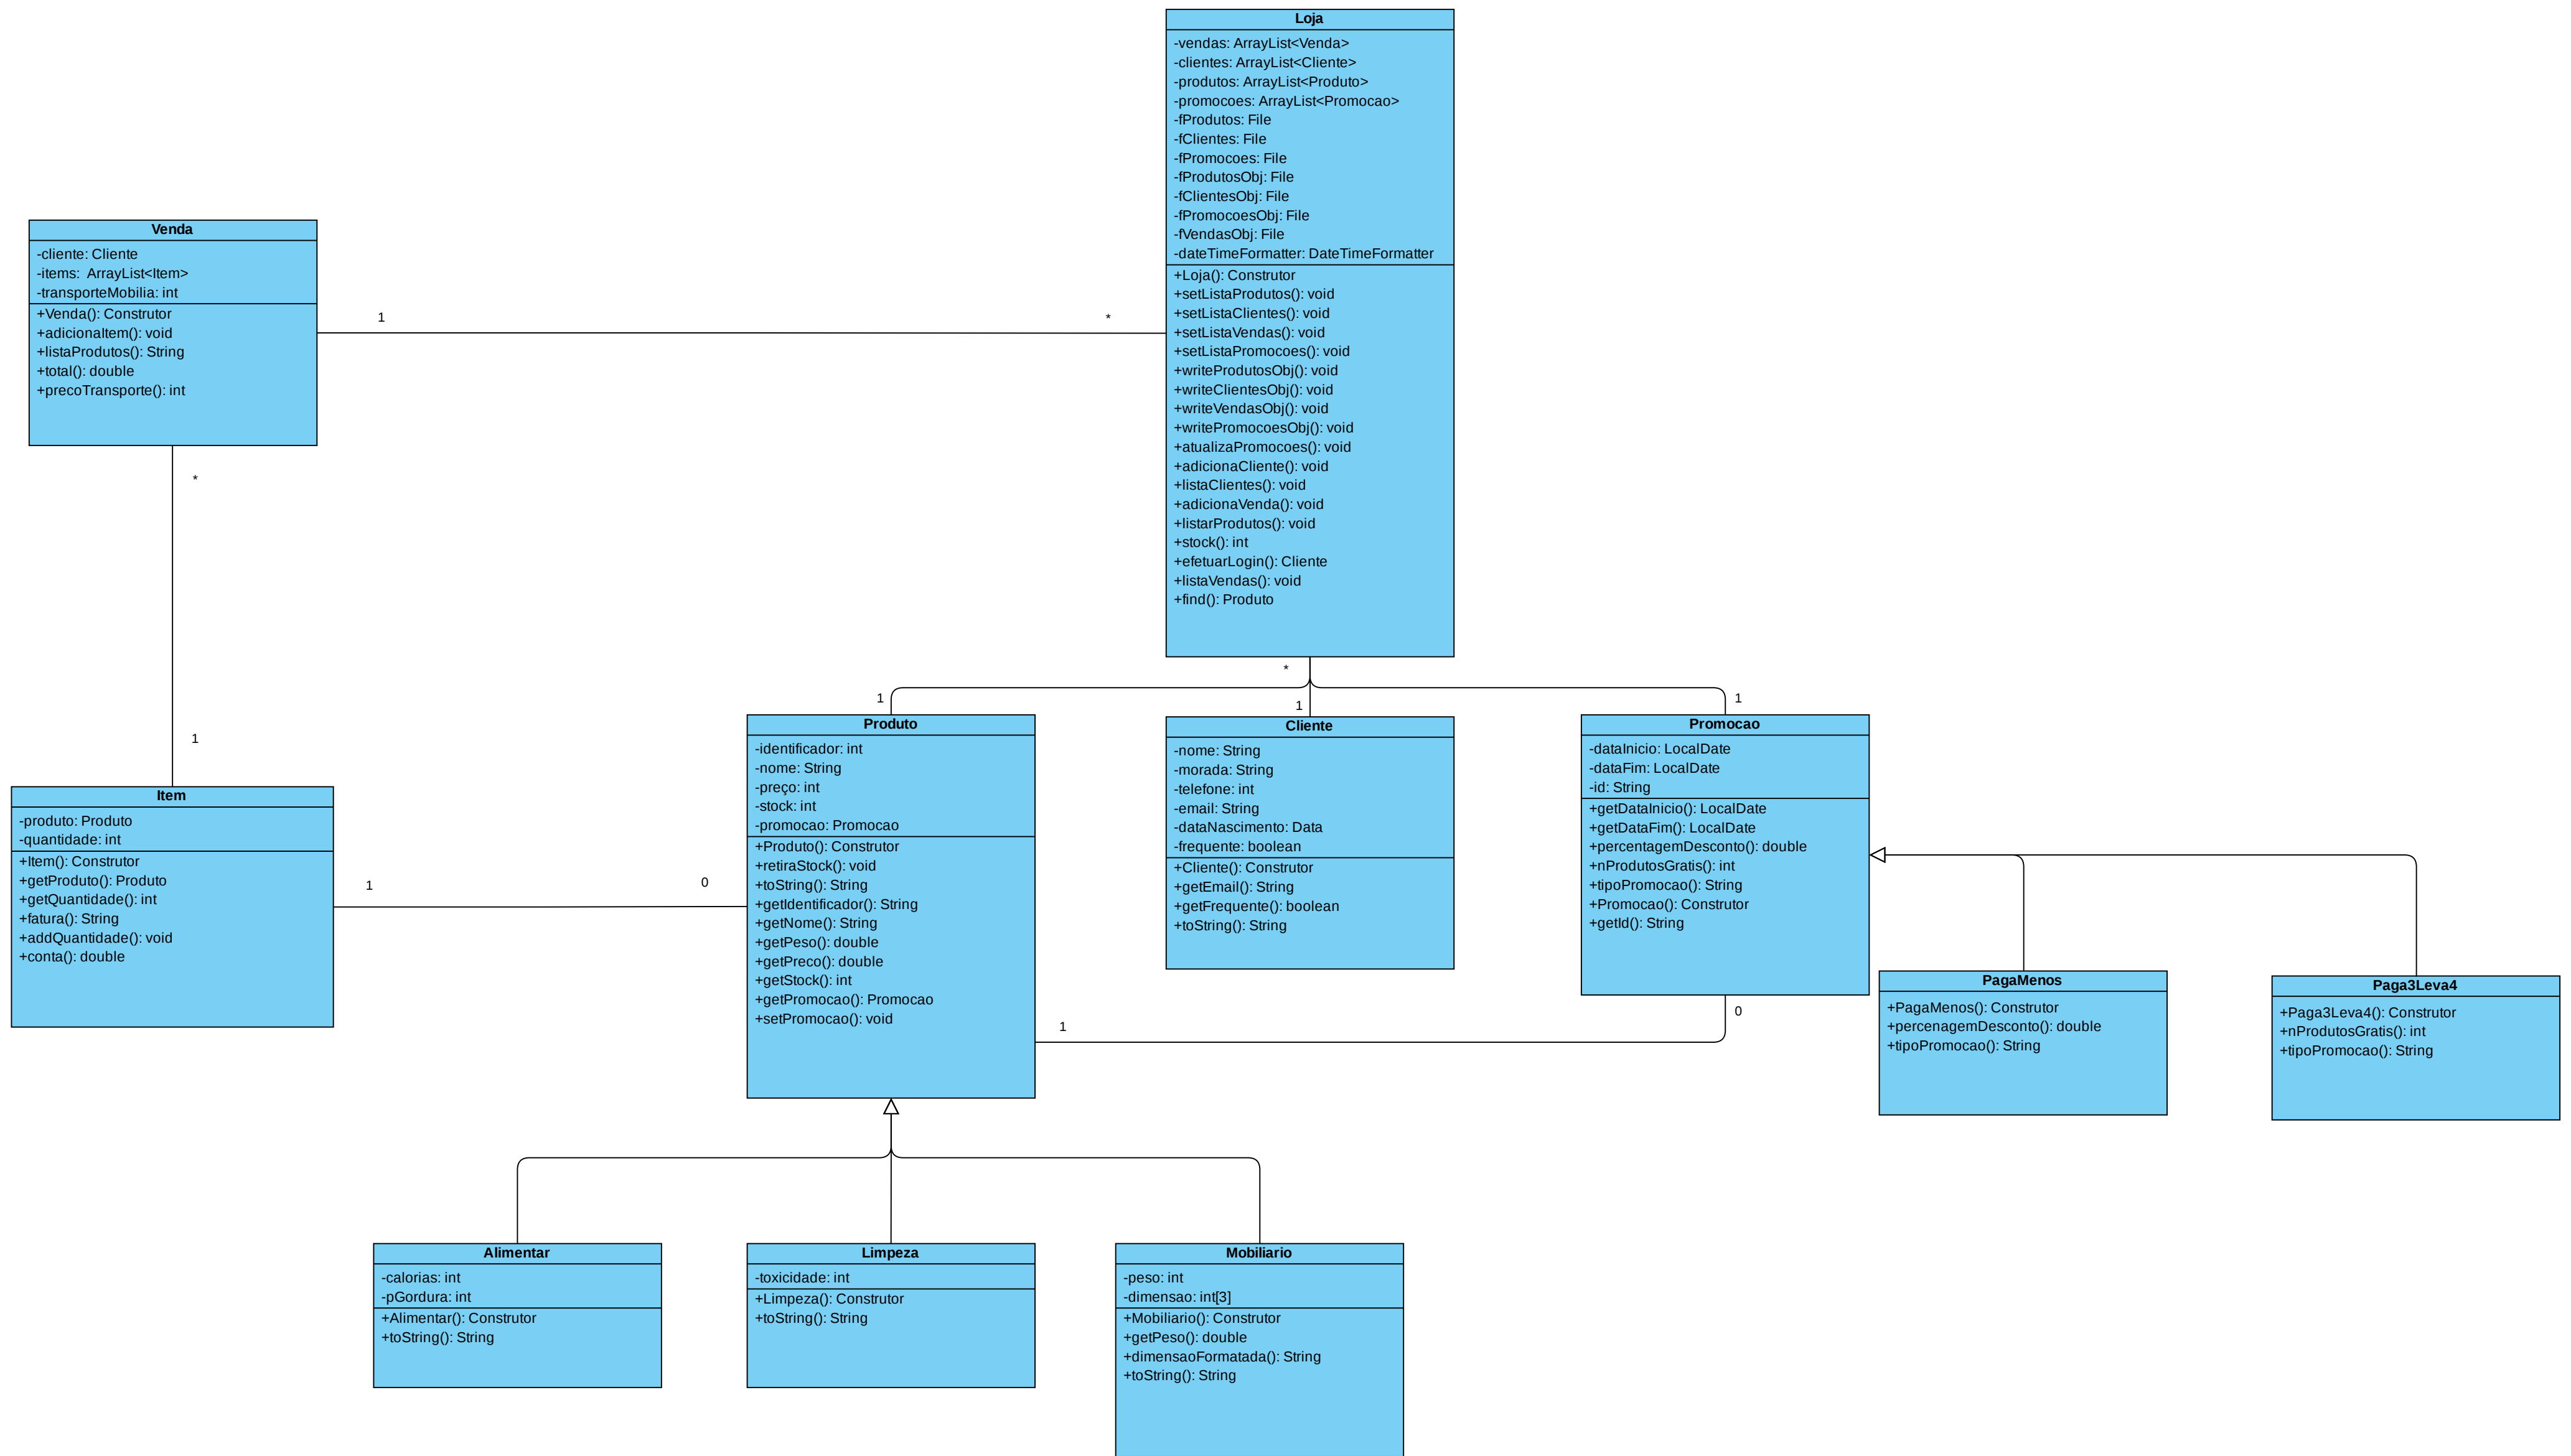 Loja
-vendas: ArrayList<Venda>
-clientes: ArrayList<Cliente>
-produtos: ArrayList<Produto>
-promocoes: ArrayList<Promocao>
-fProdutos: File
-fClientes: File
-fPromocoes: File
-fProdutosObj: File
-fClientesObj: File
-fPromocoesObj: File
-fVendasObj: File
-dateTimeFormatter: DateTimeFormatter
+Loja(): Construtor
+setListaProdutos(): void
+setListaClientes(): void
+setListaVendas(): void
+setListaPromocoes(): void
+writeProdutosObj(): void
+writeClientesObj(): void
+writeVendasObj(): void
+writePromocoesObj(): void
+atualizaPromocoes(): void
+adicionaCliente(): void
+listaClientes(): void
+adicionaVenda(): void
+listarProdutos(): void
+stock(): int
+efetuarLogin(): Cliente
+listaVendas(): void
+find(): Produto
Venda
-cliente: Cliente
-items:  ArrayList<Item>
-transporteMobilia: int
+Venda(): Construtor
+adicionaItem(): void
+listaProdutos(): String
+total(): double
+precoTransporte(): int
1
*
*
1
*
1
1
1
Item
-produto: Produto
-quantidade: int
+Item(): Construtor
+getProduto(): Produto
+getQuantidade(): int
+fatura(): String
+addQuantidade(): void
+conta(): double
1
0
Produto
-identificador: int
-nome: String
-preço: int
-stock: int
-promocao: Promocao
+Produto(): Construtor
+retiraStock(): void
+toString(): String
+getIdentificador(): String
+getNome(): String
+getPeso(): double
+getPreco(): double
+getStock(): int
+getPromocao(): Promocao
+setPromocao(): void
Cliente
-nome: String
-morada: String
-telefone: int
-email: String
-dataNascimento: Data
-frequente: boolean
+Cliente(): Construtor
+getEmail(): String
+getFrequente(): boolean
+toString(): String
Promocao
-dataInicio: LocalDate
-dataFim: LocalDate
-id: String
+getDataInicio(): LocalDate
+getDataFim(): LocalDate
+percentagemDesconto(): double
+nProdutosGratis(): int
+tipoPromocao(): String
+Promocao(): Construtor
+getId(): String
1
0
PagaMenos
+PagaMenos(): Construtor
+percenagemDesconto(): double
+tipoPromocao(): String
Paga3Leva4
+Paga3Leva4(): Construtor
+nProdutosGratis(): int
+tipoPromocao(): String
Alimentar
-calorias: int
-pGordura: int
+Alimentar(): Construtor
+toString(): String
Limpeza
-toxicidade: int
+Limpeza(): Construtor
+toString(): String
Mobiliario
-peso: int
-dimensao: int[3]
+Mobiliario(): Construtor
+getPeso(): double
+dimensaoFormatada(): String
+toString(): String